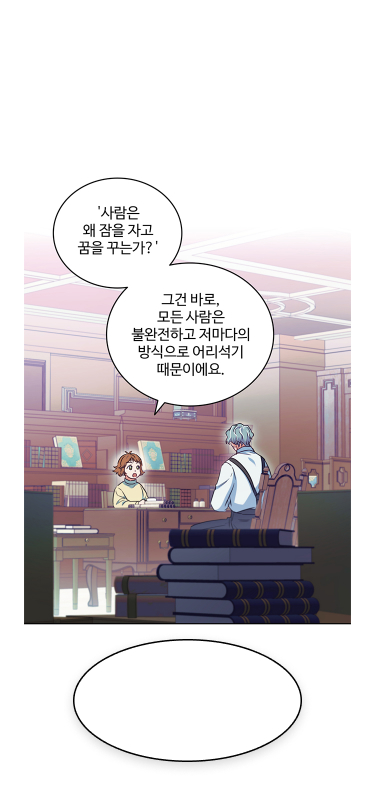 '사람은
왜 잠을 자고
꿈을 꾸는가?'
그건 바로,
모든 사람은
불완전하고 저마다의
방식으로 어리석기
때문이에요.